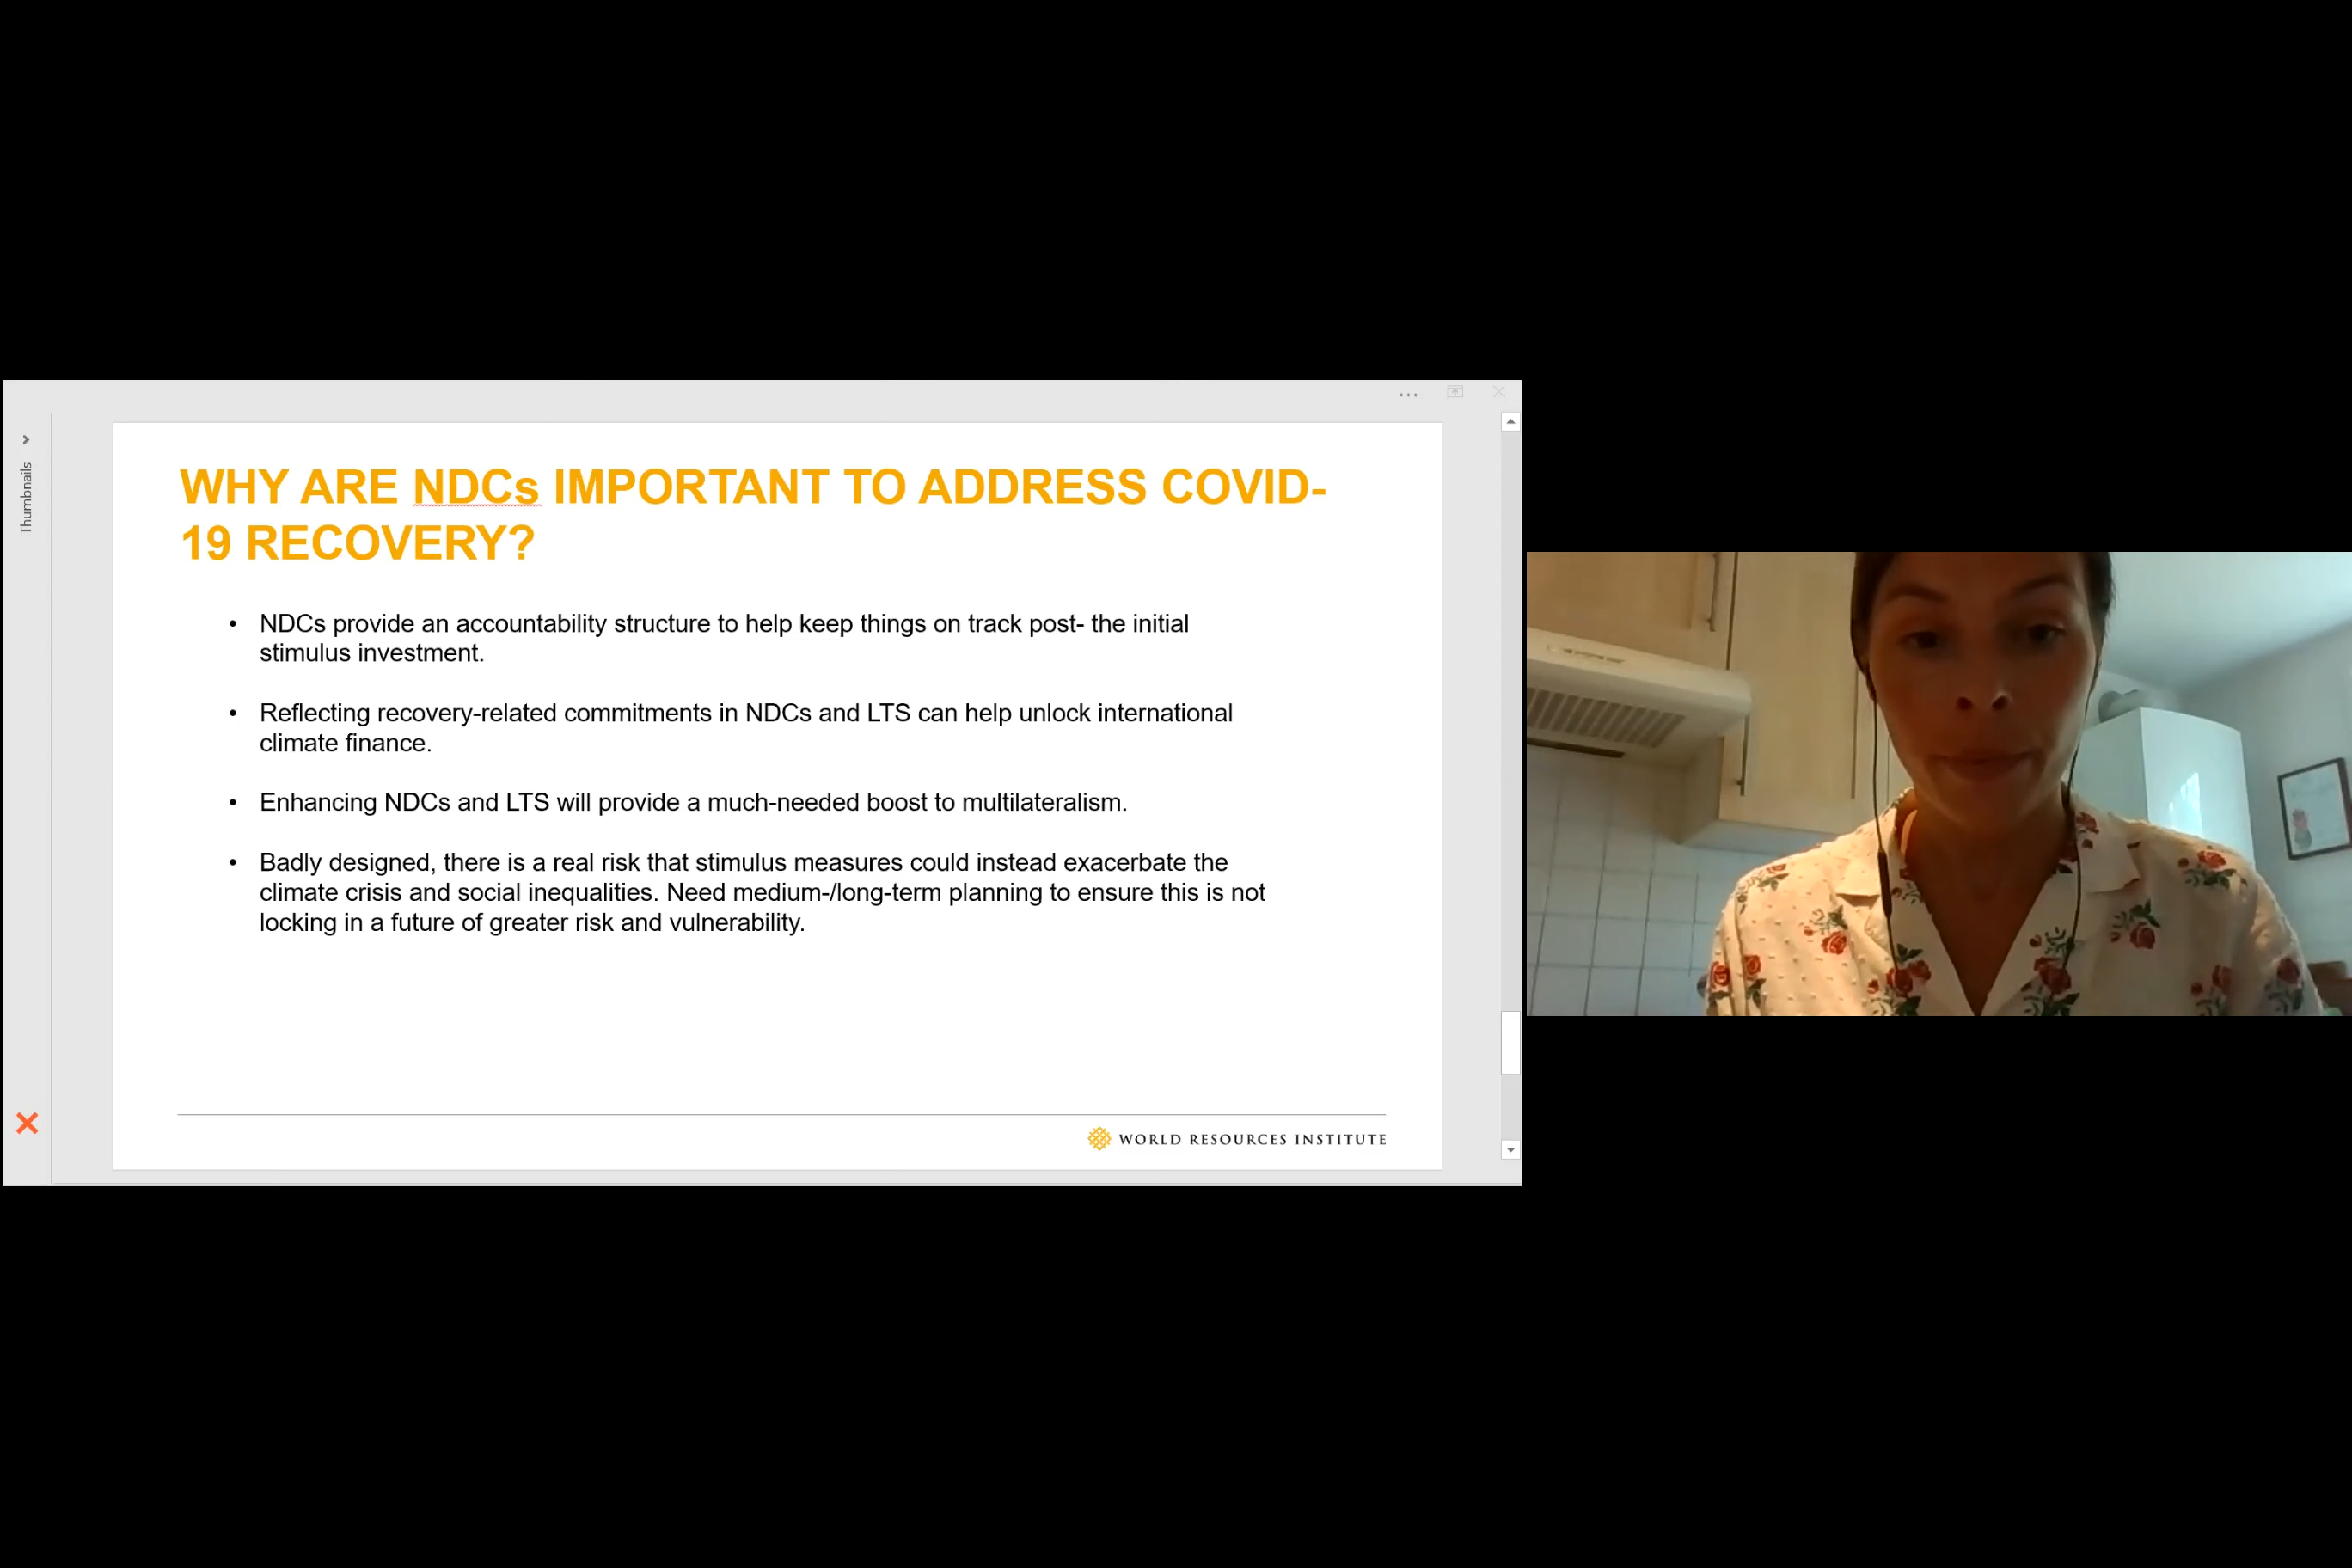 Thumbnails
WHY ARE NDCs IMPORTANT TO ADDRESS COVID-
19 RECOVERY?
• NDCs provide an accountability structure to help keep things on track post- the initial
stimulus investment.
• Reflecting recovery-related commitments in NDCs and LTS can help unlock international
climate finance.
• Enhancing NDCs and LTS will provide a much-needed boost to multilateralism.
• Badly designed, there is a real risk that stimulus measures could instead exacerbate the
climate crisis and social inequalities. Need medium-/long-term planning to ensure this is not
locking in a future of greater risk and vulnerability.
WORLD RESOURCES INSTITUTE